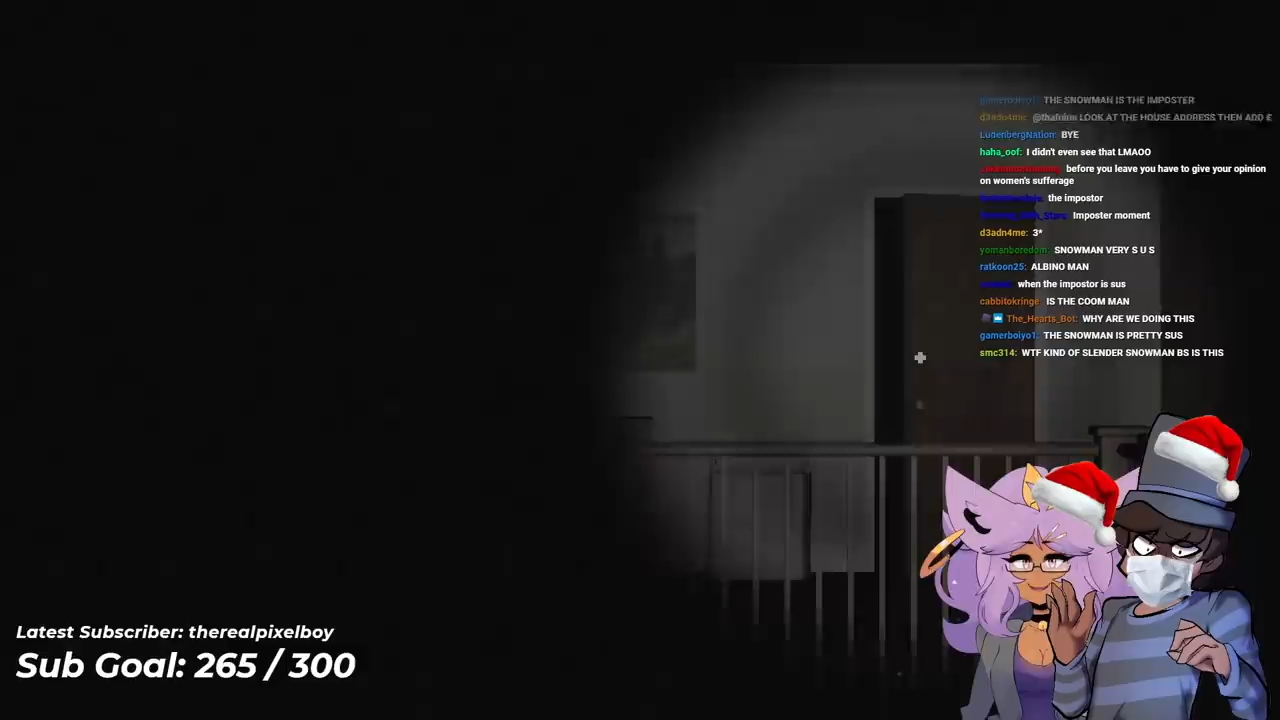 THE SNOWMAN IS THE IMPOSTER
d3adn4me: LOOK AT THE HOUSE ADDRESS THEN ADD
LudenbergNation: BYE
haha_oof: I didn't even see that LMAOO
before you leave you have to give your opinion
on women's sufferage
the impostor
Imposter moment
d3adn4me: 3*
yomanboredom: SNOWMAN VERY S U S
ratkoon25: ALBINO MAN
when the impostor is sus
cabbitokringe: IS THE COOM MAN
The_Hearts_Bot: WHY ARE WE DOING THIS
gamerboiyo1: THE SNOWMAN IS PRETTY SUS
smc314: WTF KIND OF SLENDER SNOWMAN BS IS THIS
Latest Subscriber: therealpixelboy
Sub Goal: 265 / 300